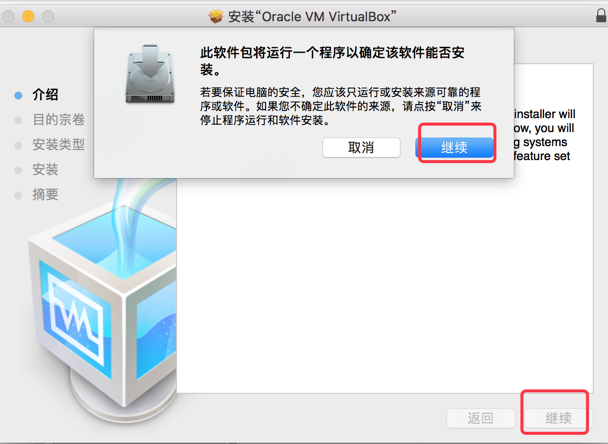 安装“Oracle VM VirtualBox”
此软件包将运行一个程序以确定该软件能否安
装。
若要保证电脑的安全，您应该只运行或安装来源可靠的程
序或软件。如果您不确定此软件的来源，请点按“取消”来
停止程序运行和软件安装。
取消
继续
介绍
目的宗卷
安装类型
安装
摘要
installer will
ow, you will
g systems
feature set
返回
继续